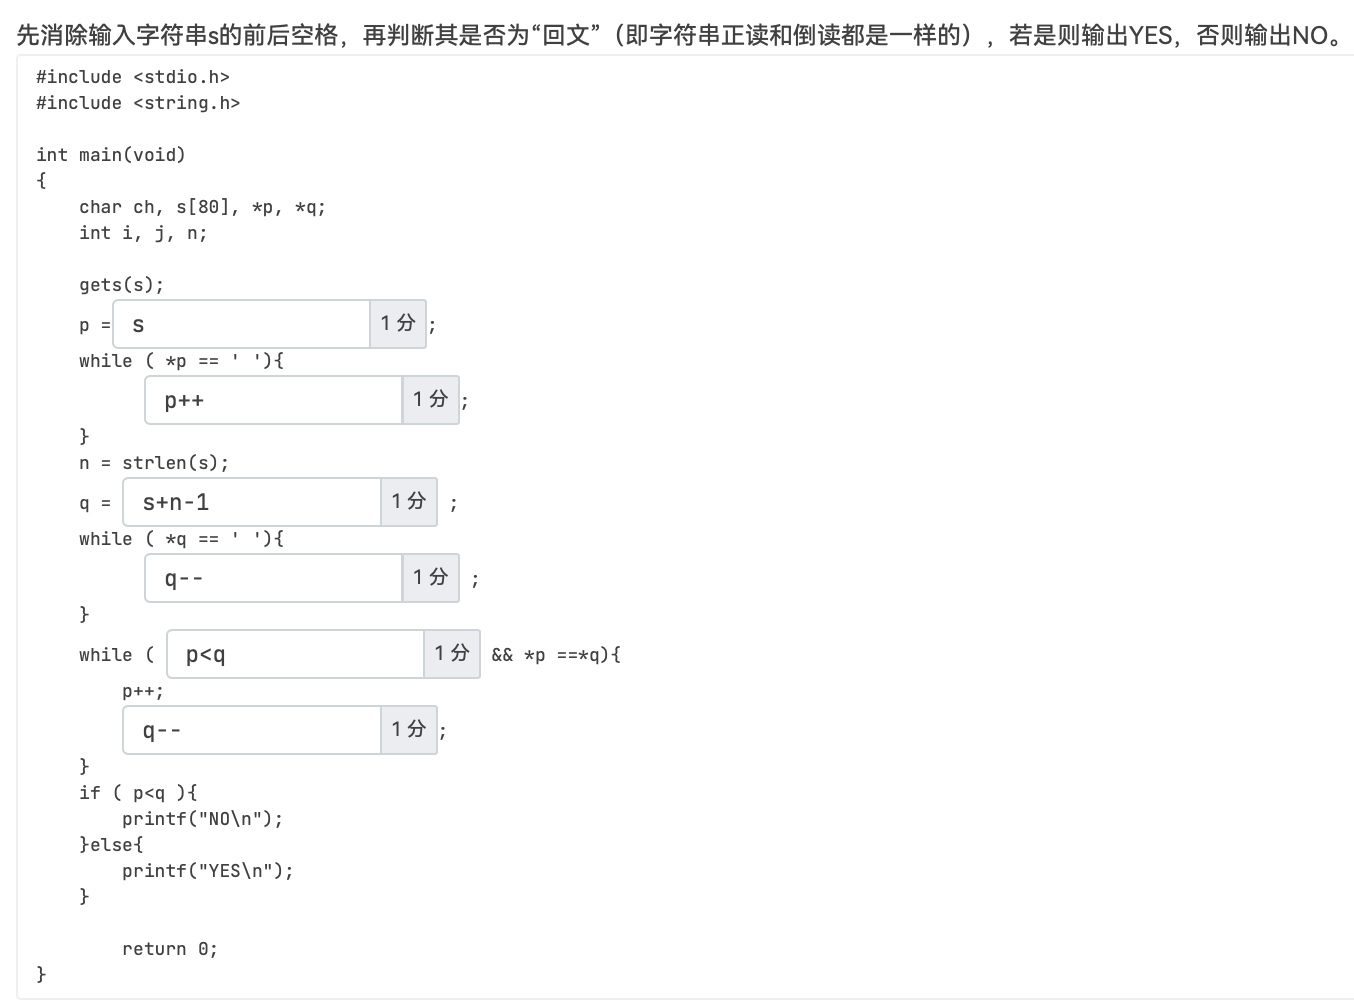 先消除输入字符串s的前后空格，再判断其是否为“回文”（即字符串正读和倒读都是一样的），若是则输出YES，否则输出NO。
#include <stdio.h>
#include <string.h>
int main(void)
{
char ch, s[80], *p, *q;
int i, j, n;
gets(s);
p = s 1 分 ;
while ( *p == ' '){
p++ 1 分 ;
}
n = strlen(s);
q = s+n-1 1 分 ;
while ( *q == ' '){
q-- 1 分 ;
}
while ( p<q 1 分 && *p ==*q){
p++;
q-- 1 分 ;
}
if ( p<q ){
printf("NO\n");
}else{
printf("YES\n");
}
return 0;
}